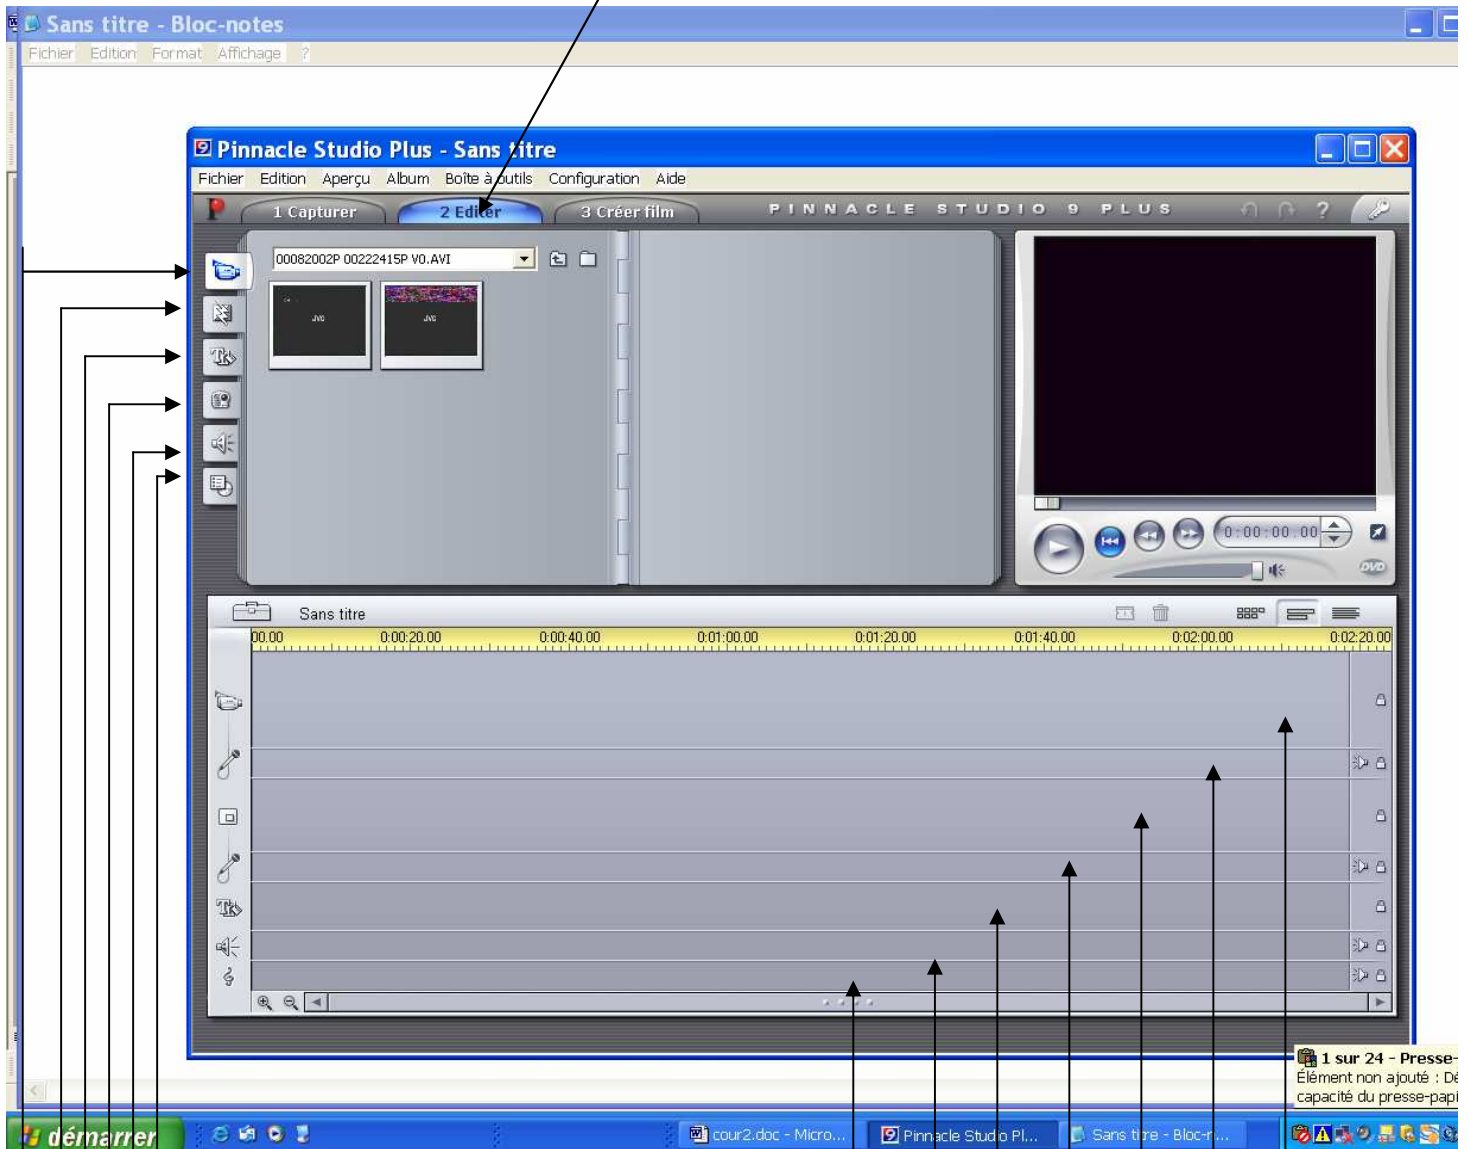 Sans titre - Bloc-notes
Fichier Edition Format Affichage ?
Pinnacle Studio Plus - Sans titre
Fichier Edition Aperçu Album Boîte à outils Configuration Aide
1 Capturer 2 Editer 3 Créer film PINNACLE STUDIO 9 PLUS ?
00082002P 00222415P V0.AVI
JVC JVC
0:00:00.00
DVD
Sans titre
00.00 0:00:20.00 0:00:40.00 0:01:00.00 0:01:20.00 0:01:40.00 0:02:00.00 0:02:20.00
1 sur 24 - Presse-
Élément non ajouté : Dé
capacité du presse-papi
démarrer cour2.doc - Micro... Pinnacle Studio Pl... Sans titre - Bloc-n...